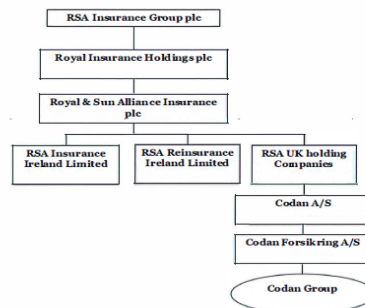 RSA Insurance Group plc
Royal Insurance Holdings plc
Royal & Sun Alliance Insurance
plc
RSA Insurance
Ireland Limited
RSA Reinsurance
Ireland Limited
RSA UK holding
Companies
Codan A/S
Codan Forsikring A/S
Codan Group